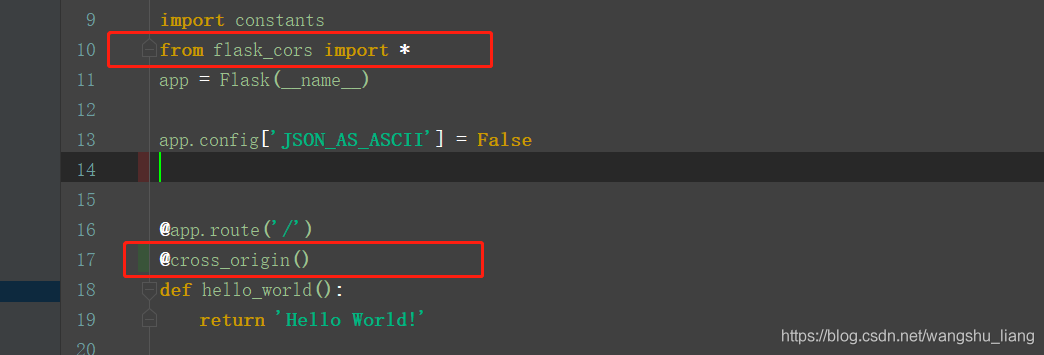 9 import constants
10 from flask_cors import *
11 app = Flask(__name__)
12
13 app.config['JSON_AS_ASCII'] = False
14
15
16 @app.route('/')
17 @cross_origin()
18 def hello_world():
19 return 'Hello World!'
20
https://blog.csdn.net/wangshu_liang